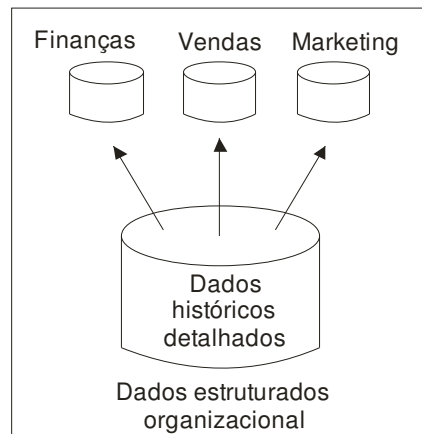 Finanças Vendas Marketing
Dados
históricos
detalhados
Dados estruturados
organizacional